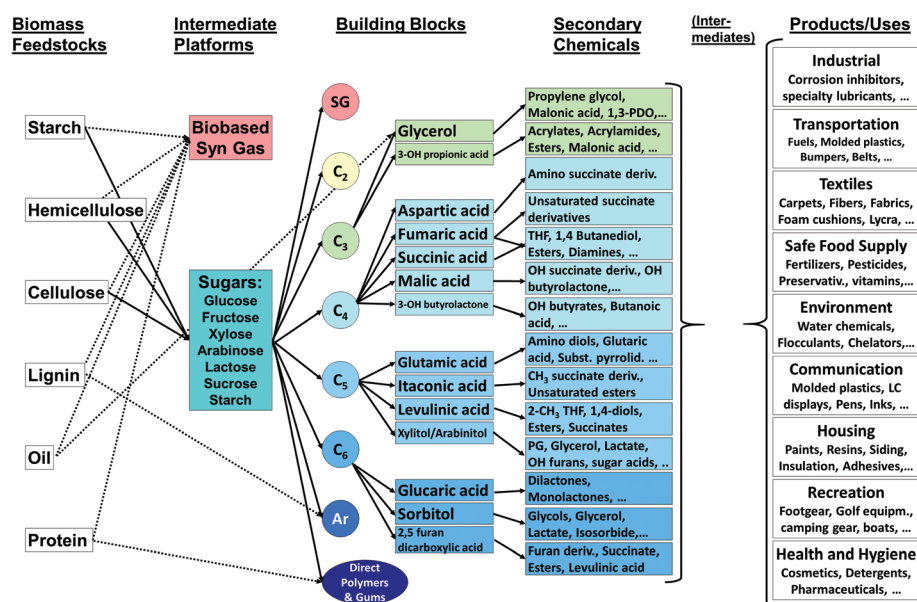 Biomass
Feedstocks
Intermediate
Platforms
Building Blocks
Secondary
Chemicals
(Inter-
mediates)
Products/Uses
Starch
Hemicellulose
Cellulose
Lignin
Oil
Protein
Biobased
Syn Gas
Sugars:
Glucose
Fructose
Xylose
Arabinose
Lactose
Sucrose
Starch
SG
C₂
C₃
C₄
C₅
C₆
Ar
Direct
Polymers
& Gums
Glycerol
3-OH propionic acid
Aspartic acid
Fumaric acid
Succinic acid
Malic acid
3-OH butyrolactone
Glutamic acid
Itaconic acid
Levulinic acid
Xylitol/Arabinitol
Glucaric acid
Sorbitol
2,5 furan
dicarboxylic acid
Propylene glycol,
Malonic acid, 1,3-PDO,...
Acrylates, Acrylamides,
Esters, Malonic acid, ...
Amino succinate deriv.
Unsaturated succinate
derivatives
THF, 1,4 Butanediol,
Esters, Diamines, ...
OH succinate deriv., OH
butyrolactone,...
OH butyrates, Butanoic
acid, ...
Amino diols, Glutaric
acid, Subst. pyrrolid. ...
CH₃ succinate deriv.,
Unsaturated esters
2-CH₃ THF, 1,4-diols,
Esters, Succinates
PG, Glycerol, Lactate,
OH furans, sugar acids, ..
Dilactones,
Monolactones, ...
Glycols, Glycerol,
Lactate, Isosorbide,...
Furan deriv., Succinate,
Esters, Levulinic acid
Industrial
Corrosion inhibitors,
specialty lubricants, ...
Transportation
Fuels, Molded plastics,
Bumpers, Belts, ...
Textiles
Carpets, Fibers, Fabrics,
Foam cushions, Lycra, ...
Safe Food Supply
Fertilizers, Pesticides,
Preservativ., vitamins,...
Environment
Water chemicals,
Flocculants, Chelators,...
Communication
Molded plastics, LC
displays, Pens, Inks, ...
Housing
Paints, Resins, Siding,
Insulation, Adhesives,...
Recreation
Footgear, Golf equipm.,
camping gear, boats, ...
Health and Hygiene
Cosmetics, Detergents,
Pharmaceuticals, ...